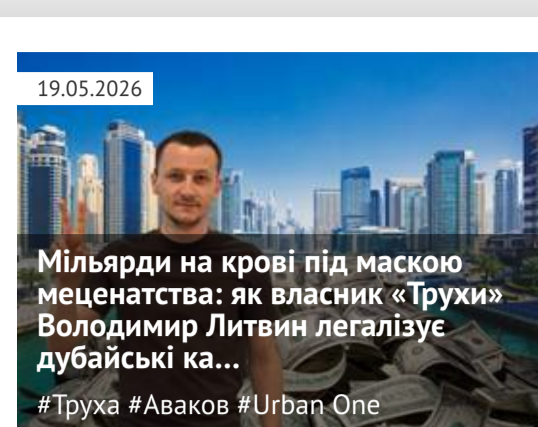 19.05.2026
Мільярди на крові під маскою
меценатства: як власник «Трухи»
Володимир Литвин легалізує
дубайські ка...
#Труха #Аваков #Urban One